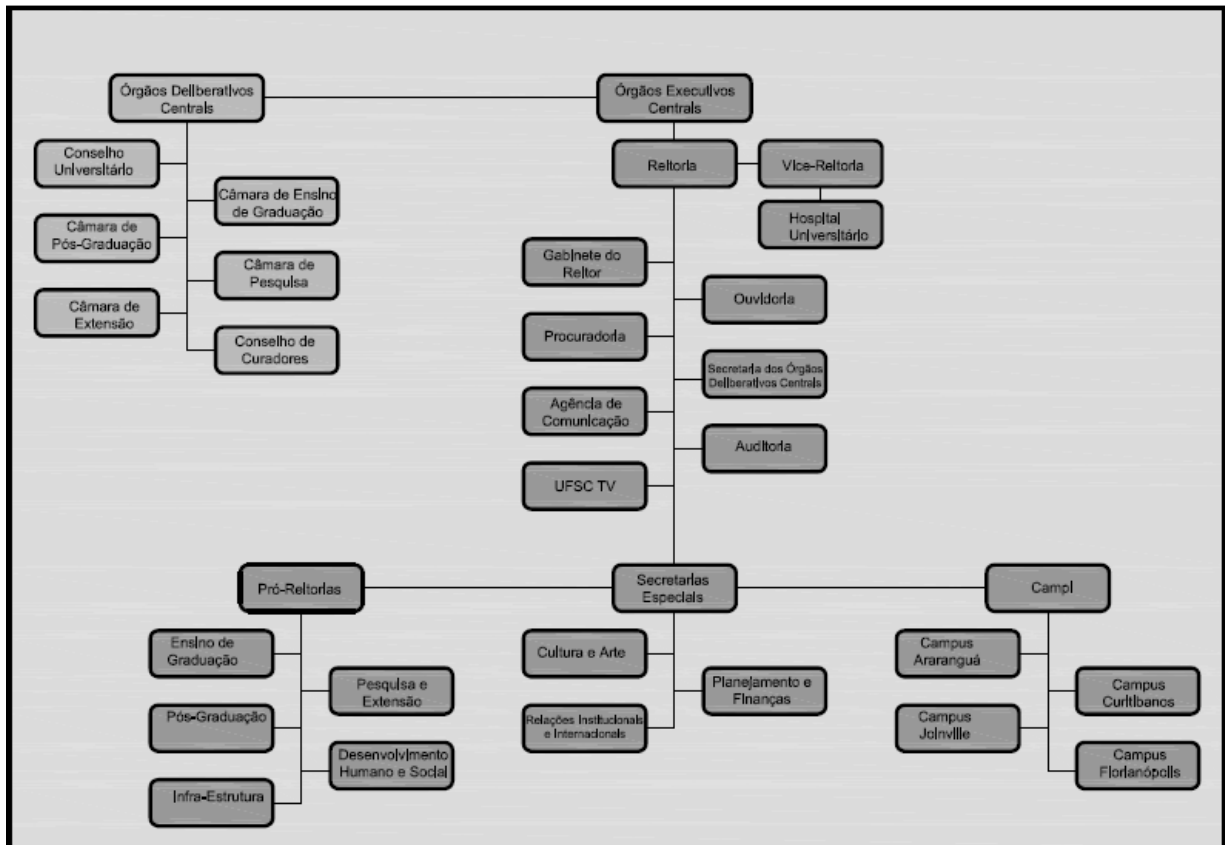 Órgãos Deliberativos
Centrais
Órgãos Executivos
Centrais
Conselho
Universitário
Reitoria
Vice-Reitoria
Câmara de Ensino
de Graduação
Câmara de
Pós-Graduação
Hospital
Universitário
Gabinete do
Reitor
Câmara de
Pesquisa
Ouvidoria
Câmara de
Extensão
Procuradoria
Conselho de
Curadores
Secretaria dos Órgãos
Deliberativos Centrais
Agência de
Comunicação
Auditoria
UFSC TV
Pró-Reitorias
Secretarias
Especiais
Campi
Ensino de
Graduação
Cultura e Arte
Campus
Araranguá
Pesquisa e
Extensão
Planejamento e
Finanças
Campus
Curitibanos
Pós-Graduação
Relações Institucionais
e Internacionais
Campus
Joinville
Desenvolvimento
Humano e Social
Campus
Florianópolis
Infra-Estrutura